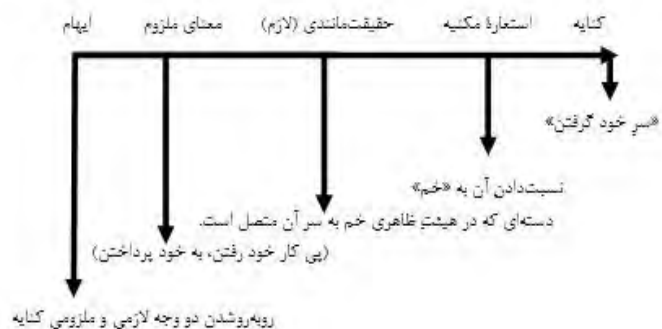 کنایه استعارهٔ مکنیه حقیقت‌مانندی (لازم) معنای ملزوم ایهام
«سرِ خود گرفتن»
نسبت‌دادن آن به «خم»
دسته‌ای که در هیئتِ ظاهری خم به سر آن متصل است.
(پی کار خود رفتن، به خود پرداختن)
روبه‌روشدن دو وجه لازمی و ملزومی کنایه